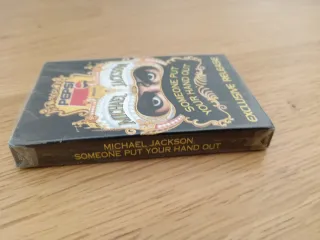 PEPSI
MICHAEL JACKSON
SOMEONE PUT
YOUR HAND OUT
EXCLUSIVE RELEASE
MICHAEL JACKSON
SOMEONE PUT YOUR HAND OUT